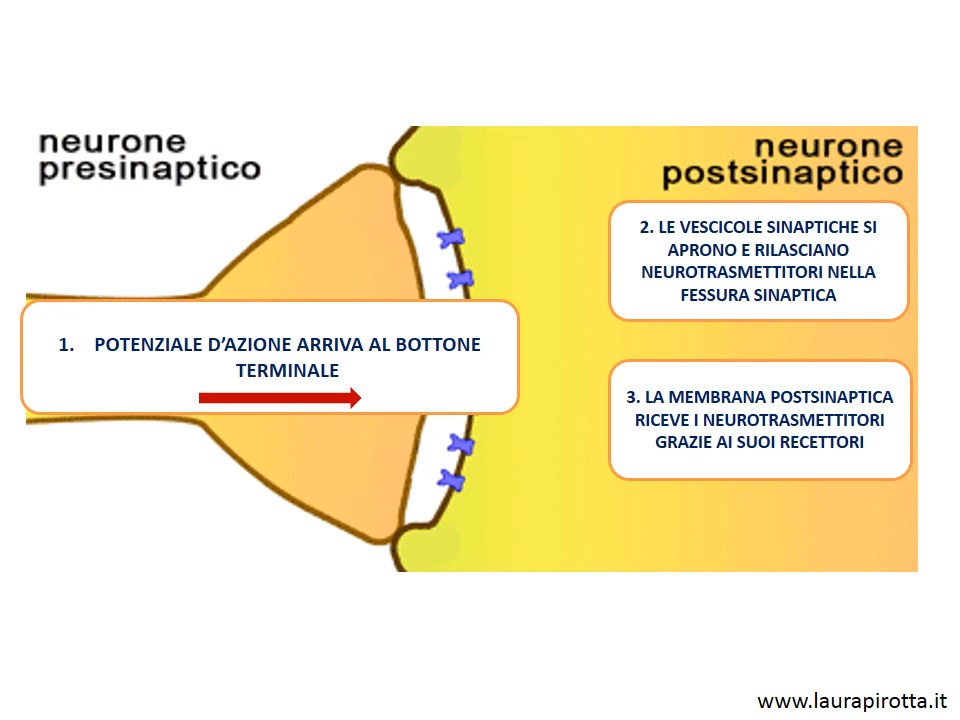 neurone
presinaptico
neurone
postsinaptico
1. POTENZIALE D'AZIONE ARRIVA AL BOTTONE
TERMINALE
2. LE VESCICOLE SINAPTICHE SI
APRONO E RILASCIANO
NEUROTRASMETTITORI NELLA
FESSURA SINAPTICA
3. LA MEMBRANA POSTSINAPTICA
RICEVE I NEUROTRASMETTITORI
GRAZIE AI SUOI RECETTORI
www.laurapirotta.it